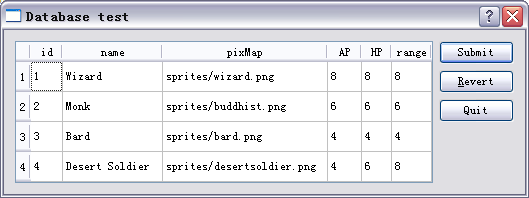 Database test
id name pixMap AP HP range
1 1 Wizard sprites/wizard.png 8 8 8
2 2 Monk sprites/buddhist.png 6 6 6
3 3 Bard sprites/bard.png 4 4 4
4 4 Desert Soldier sprites/desertsoldier.png 4 6 8
Submit
Revert
Quit